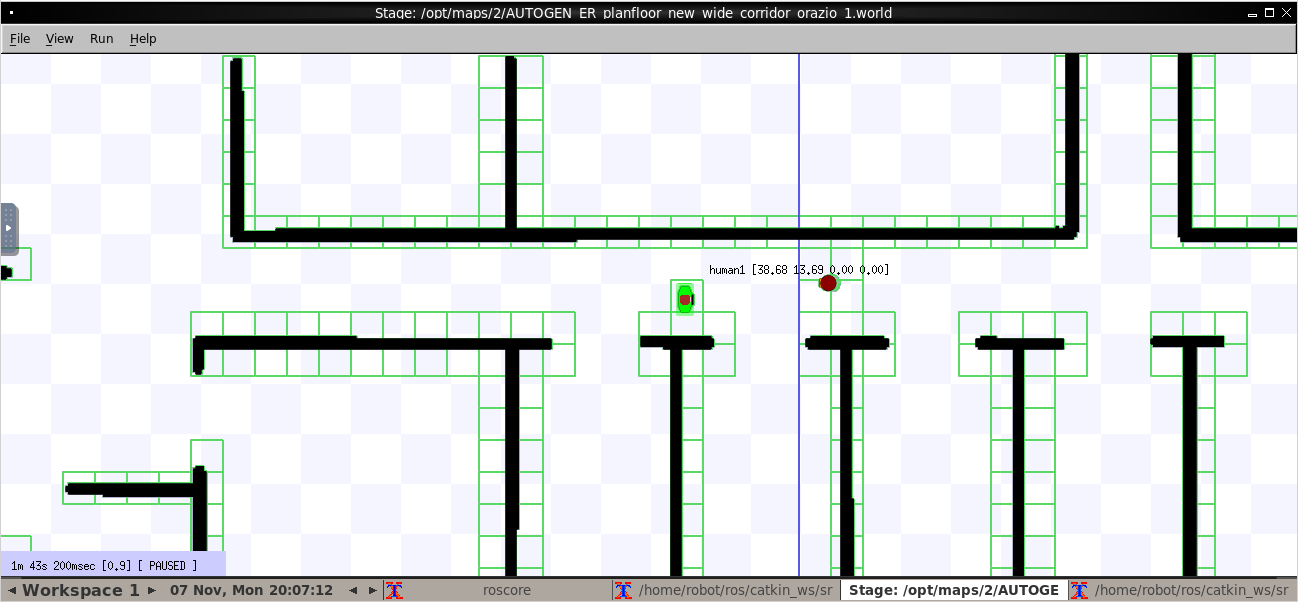 Stage: /opt/maps/2/AUTOGEN_ER_planfloor_new_wide_corridor_orazio_1.world
File View Run Help
human1 [38.68 13.69 0.00 0.00]
1m 43s 200msec [0.9] [ PAUSED ]
Workspace 1 07 Nov, Mon 20:07:12 roscore /home/robot/ros/catkin_ws/sr Stage: /opt/maps/2/AUTOGE /home/robot/ros/catkin_ws/sr